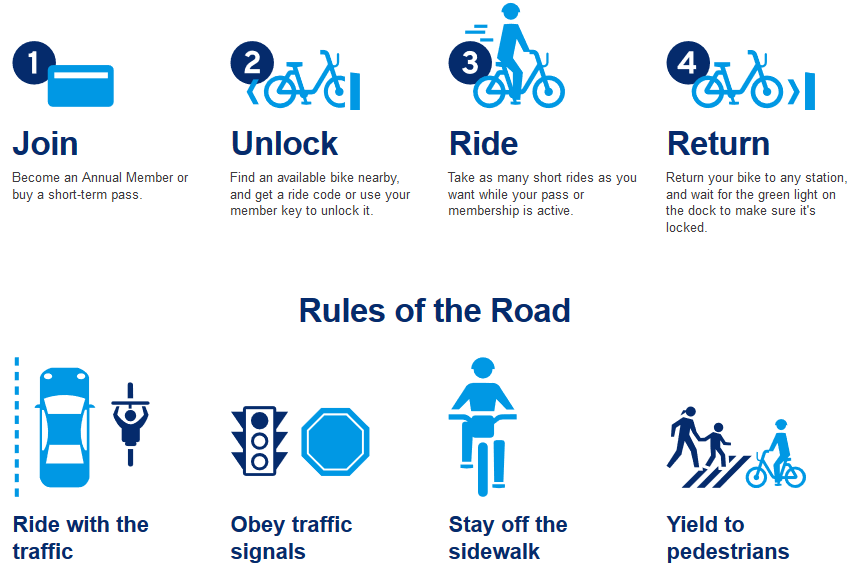 1
Join
Become an Annual Member or
buy a short-term pass.
2
Unlock
Find an available bike nearby,
and get a ride code or use your
member key to unlock it.
3
Ride
Take as many short rides as you
want while your pass or
membership is active.
4
Return
Return your bike to any station,
and wait for the green light on
the dock to make sure it's
locked.
Rules of the Road
Ride with the
traffic
Obey traffic
signals
Stay off the
sidewalk
Yield to
pedestrians